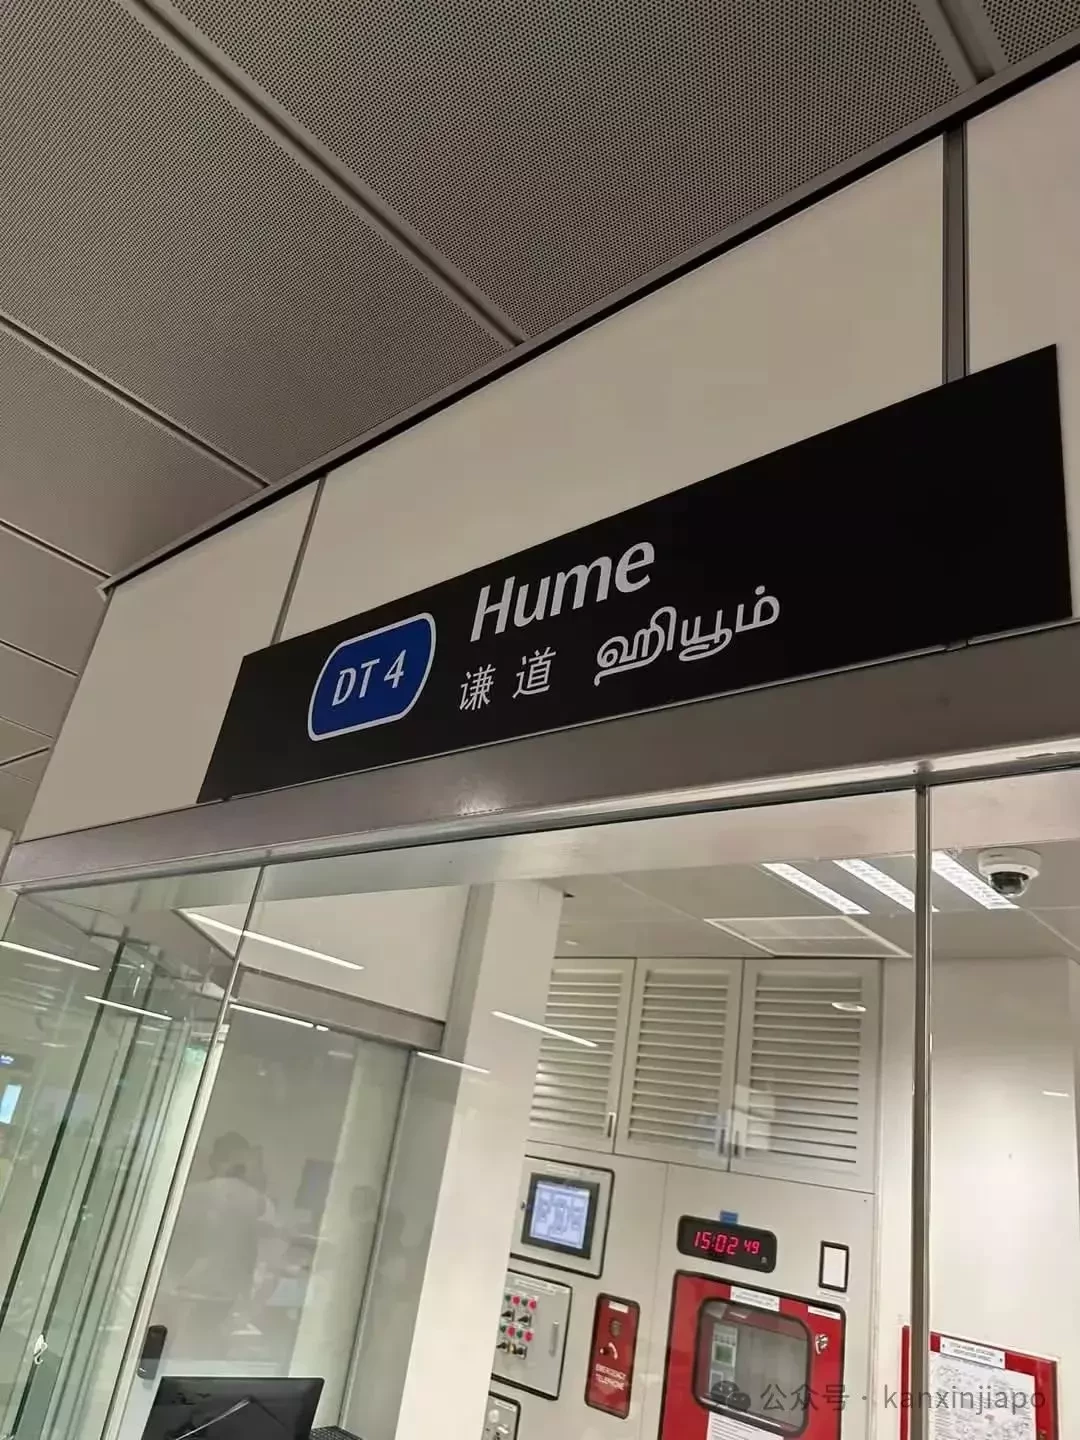 Hume
DT 4
谦道 ஹியூம்
15:02 49
EMERGENCY
TELEPHONE
公众号 · kanxinjiapo